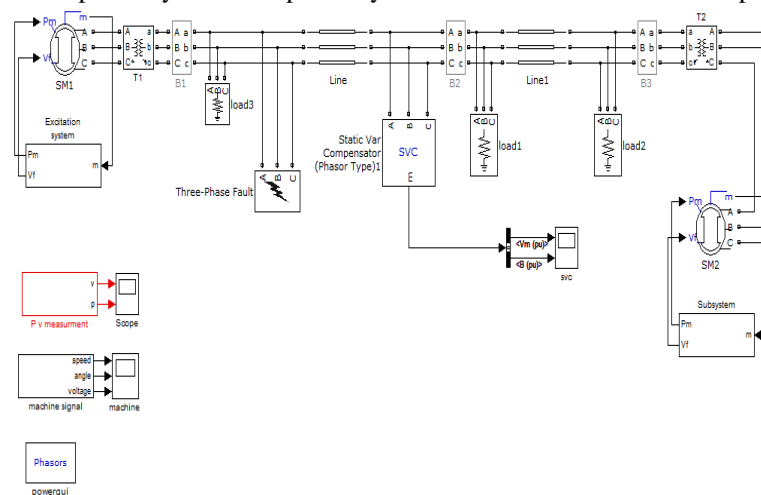 Pm
m
Vf
A
B
C
SM1
A a
B b
C c
T1
A a
B b
C c
B1
A B C
load3
Line
A B C
Three-Phase Fault
Static Var
Compensator
(Phasor Type)1
A B C
SVC
E
A a
B b
C c
B2
A B C
load1
Line1
A B C
load2
A a
B b
C c
B3
T2
a A
b B
c C
Excitation
system
Pm
Vf
m
<Vm (pu)>
<B (pu)>
svc
Pm
m
Vf
A
B
C
SM2
Subsystem
Pm
Vf
m
v
p
P v measurment
Scope
speed
angle
voltage
machine signal
machine
Phasors
powergui